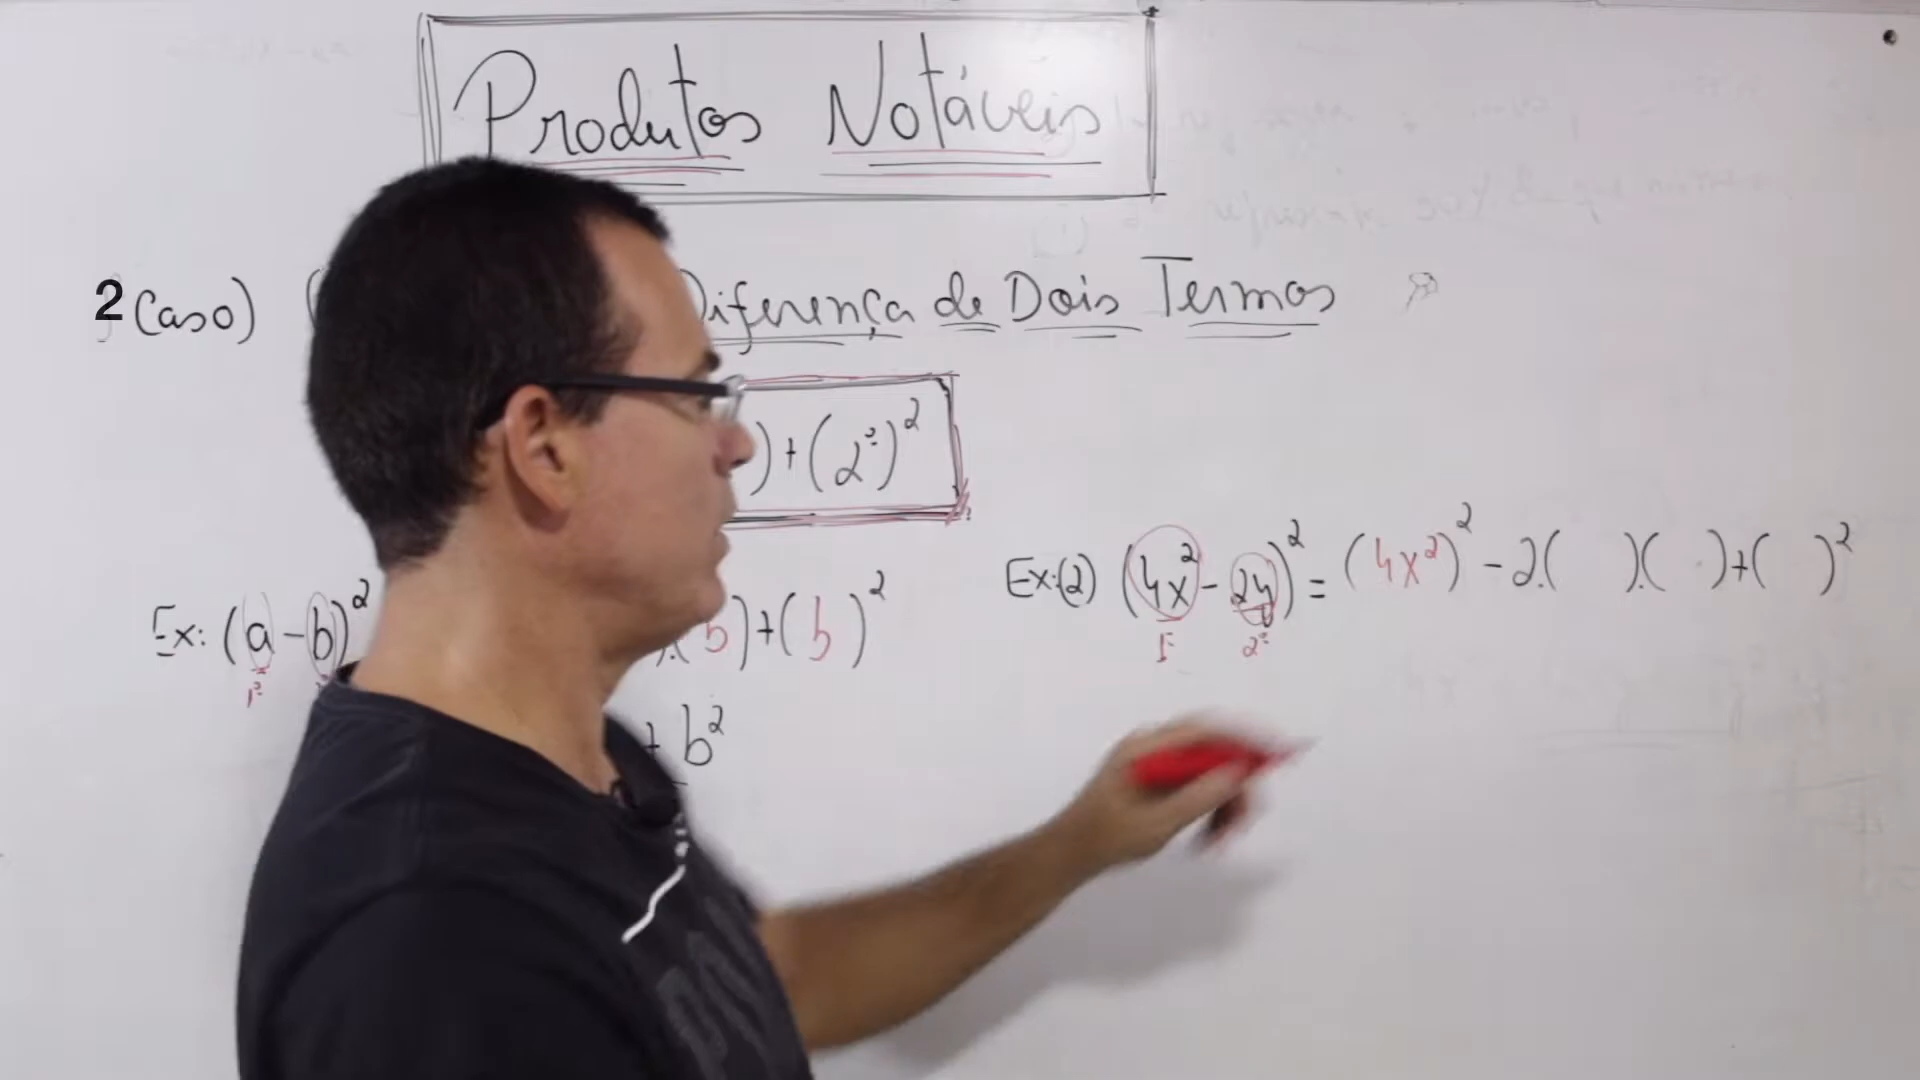 Produtos Notáveis
2 Caso) ( Diferença de Dois Termos
)+(2º)²
Ex:(2) (4x² - 2y)² = (4x²)² - 2.( ).( )+( )²
1º 2º
Ex: (a - b)² ).(b)+(b)²
1º
+ b²